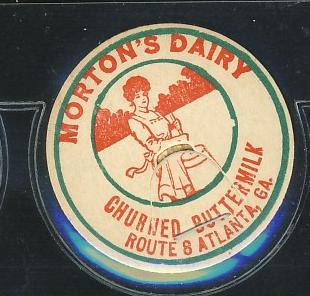 MORTON'S DAIRY
CHURNED BUTTERMILK
ROUTE 8 ATLANTA, GA.